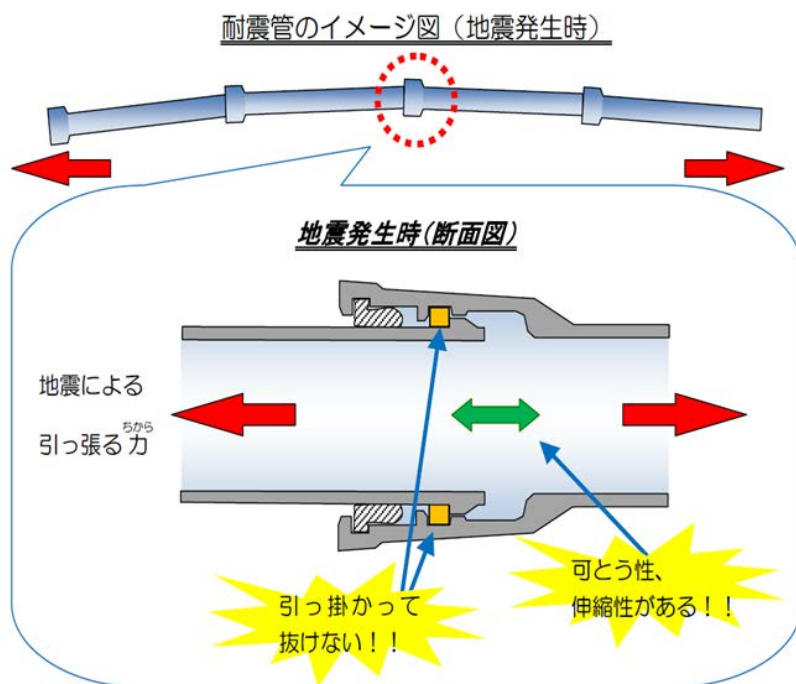 耐震管のイメージ図（地震発生時）
地震発生時(断面図)
地震による
ちから
引っ張る力
引っ掛かって
抜けない！！
可とう性、
伸縮性がある！！